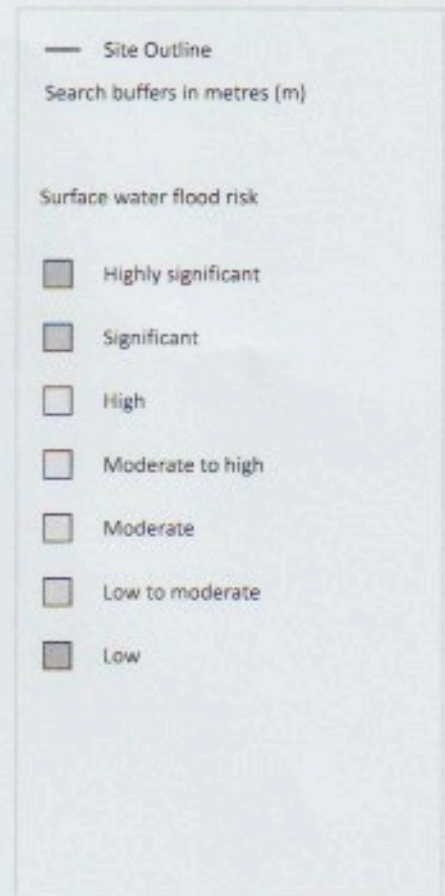 Site Outline
Search buffers in metres (m)
Surface water flood risk
Highly significant
Significant
High
Moderate to high
Moderate
Low to moderate
Low